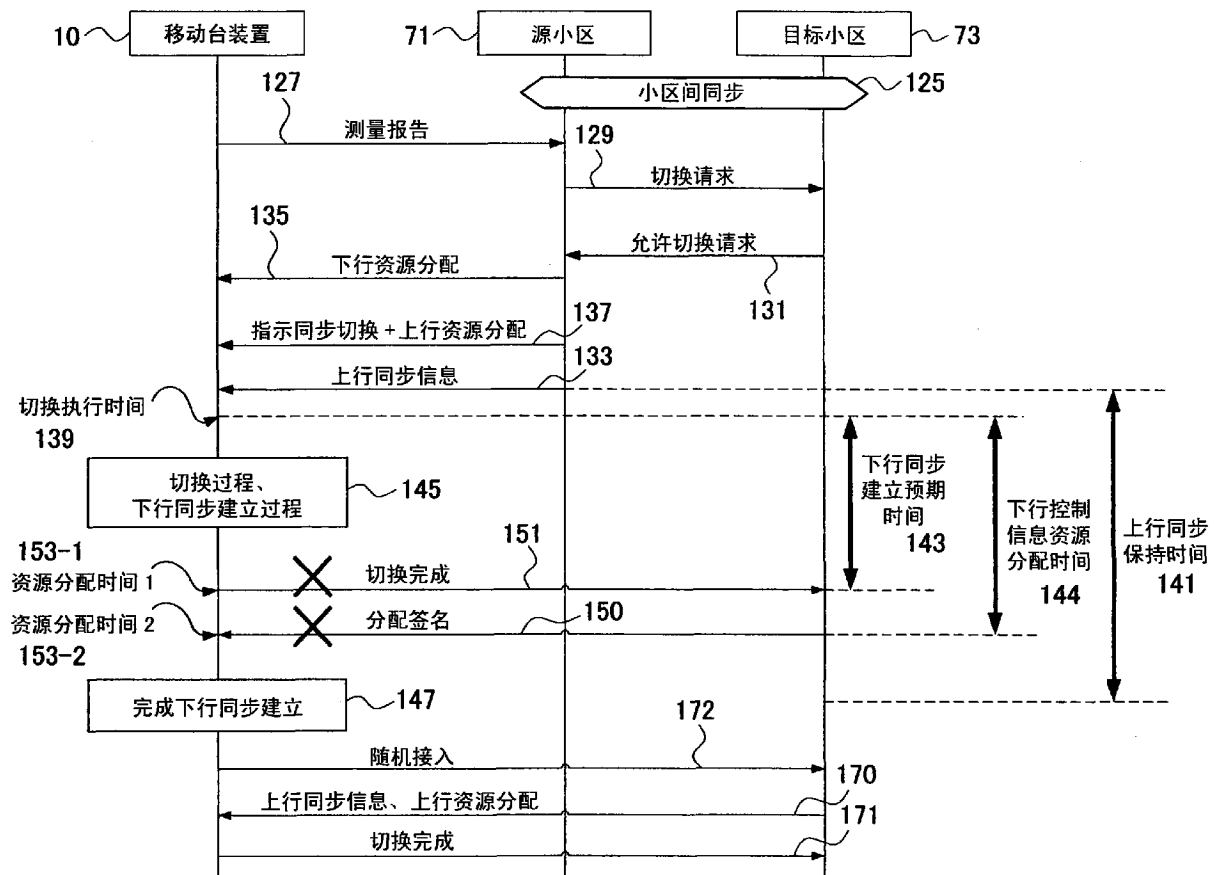 10
移动台装置
71
源小区
目标小区
73
小区间同步
125
127
测量报告
129
切换请求
允许切换请求
131
135
下行资源分配
指示同步切换+上行资源分配
137
上行同步信息
133
切换执行时间
139
切换过程、
下行同步建立过程
145
下行同步
建立预期
时间
143
下行控制
信息资源
分配时间
144
上行同步
保持时间
141
153-1
资源分配时间 1
切换完成
151
资源分配时间 2
153-2
分配签名
150
完成下行同步建立
147
随机接入
172
上行同步信息、上行资源分配
170
切换完成
171